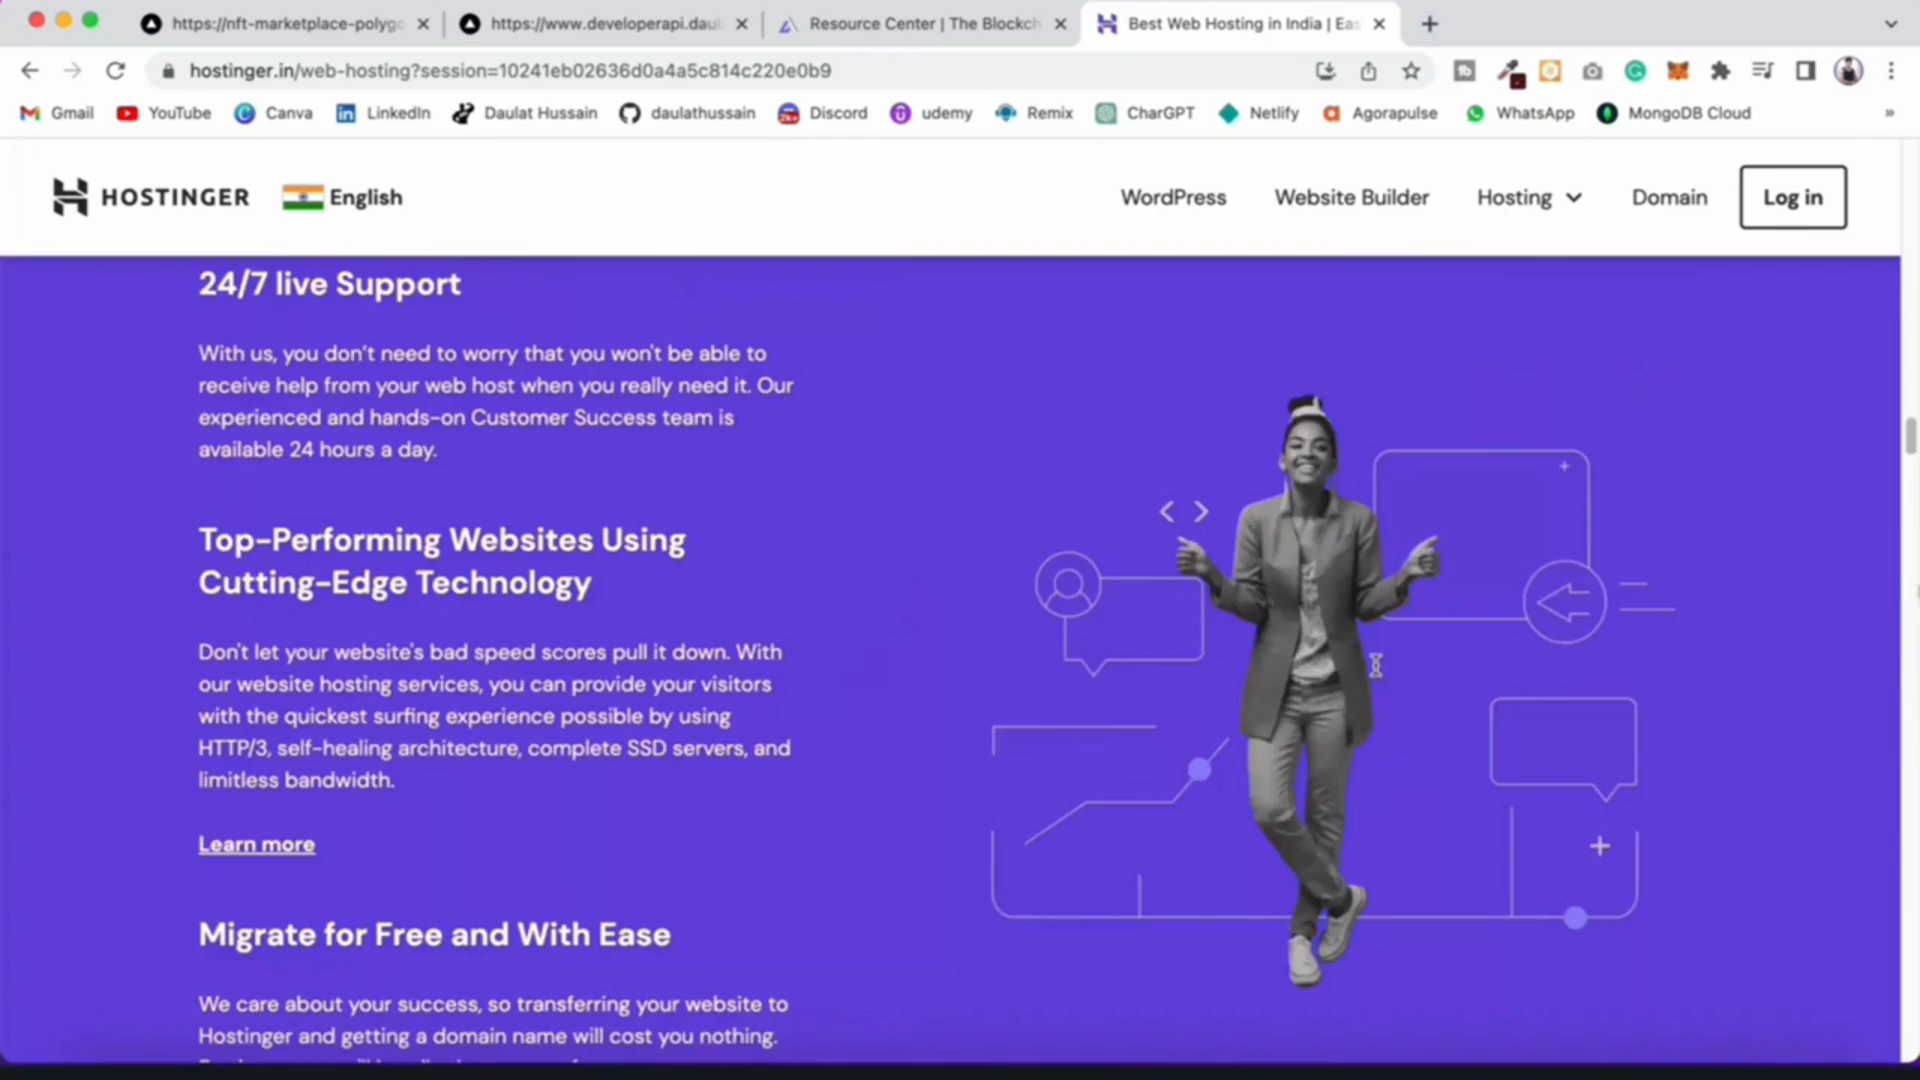 https://nft-marketplace-polygo
https://www.developerapi.daul
Resource Center | The Blockch
Best Web Hosting in India | Eas
hostinger.in/web-hosting?session=10241eb02636d0a4a5c814c220e0b9
Gmail
YouTube
Canva
LinkedIn
Daulat Hussain
daulathussain
Discord
udemy
Remix
CharGPT
Netlify
Agorapulse
WhatsApp
MongoDB Cloud
»
HOSTINGER
English
WordPress
Website Builder
Hosting
Domain
Log in
24/7 live Support
With us, you don't need to worry that you won't be able to
receive help from your web host when you really need it. Our
experienced and hands-on Customer Success team is
available 24 hours a day.
Top-Performing Websites Using
Cutting-Edge Technology
Don't let your website's bad speed scores pull it down. With
our website hosting services, you can provide your visitors
with the quickest surfing experience possible by using
HTTP/3, self-healing architecture, complete SSD servers, and
limitless bandwidth.
Learn more
Migrate for Free and With Ease
We care about your success, so transferring your website to
Hostinger and getting a domain name will cost you nothing.